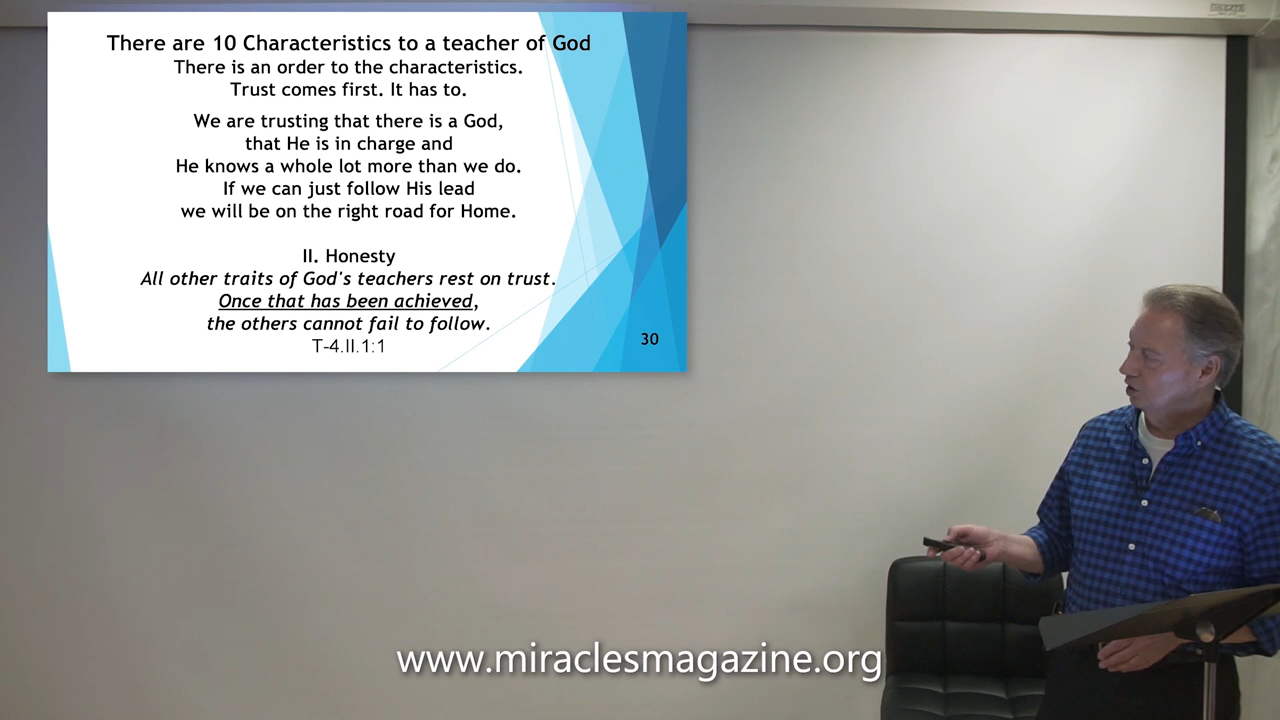 There are 10 Characteristics to a teacher of God
There is an order to the characteristics.
Trust comes first. It has to.
We are trusting that there is a God,
that He is in charge and
He knows a whole lot more than we do.
If we can just follow His lead
we will be on the right road for Home.
II. Honesty
All other traits of God's teachers rest on trust.
Once that has been achieved,
the others cannot fail to follow.
T-4.II.1:1
30
www.miraclesmagazine.org